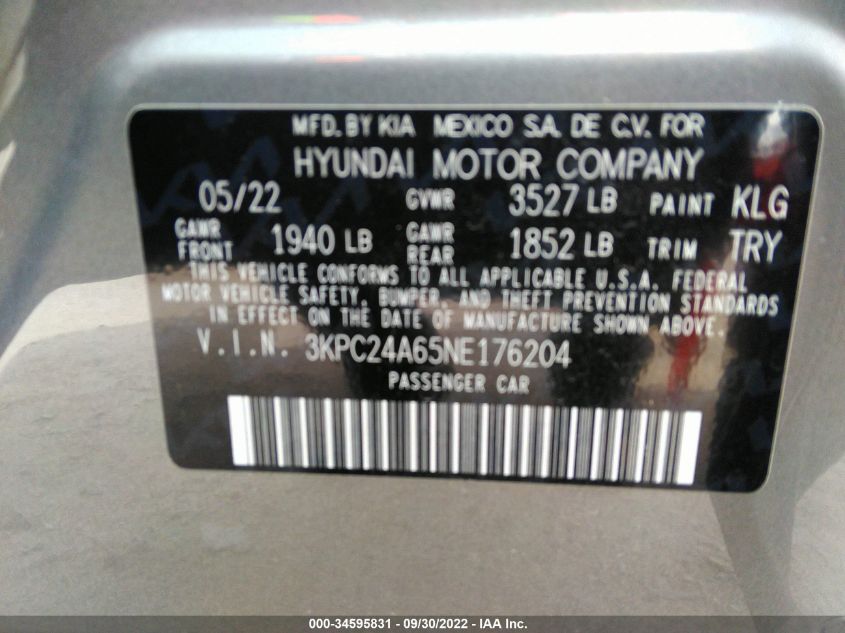 MFD. BY KIA MEXICO S.A. DE C.V. FOR
HYUNDAI MOTOR COMPANY
05/22 GVWR 3527 LB PAINT KLG
GAWR FRONT 1940 LB GAWR REAR 1852 LB TRIM TRY
THIS VEHICLE CONFORMS TO ALL APPLICABLE U.S.A. FEDERAL
MOTOR VEHICLE SAFETY, BUMPER, AND THEFT PREVENTION STANDARDS
IN EFFECT ON THE DATE OF MANUFACTURE SHOWN ABOVE.
V.I.N. 3KPC24A65NE176204
PASSENGER CAR
000-34595831 - 09/30/2022 - IAA Inc.